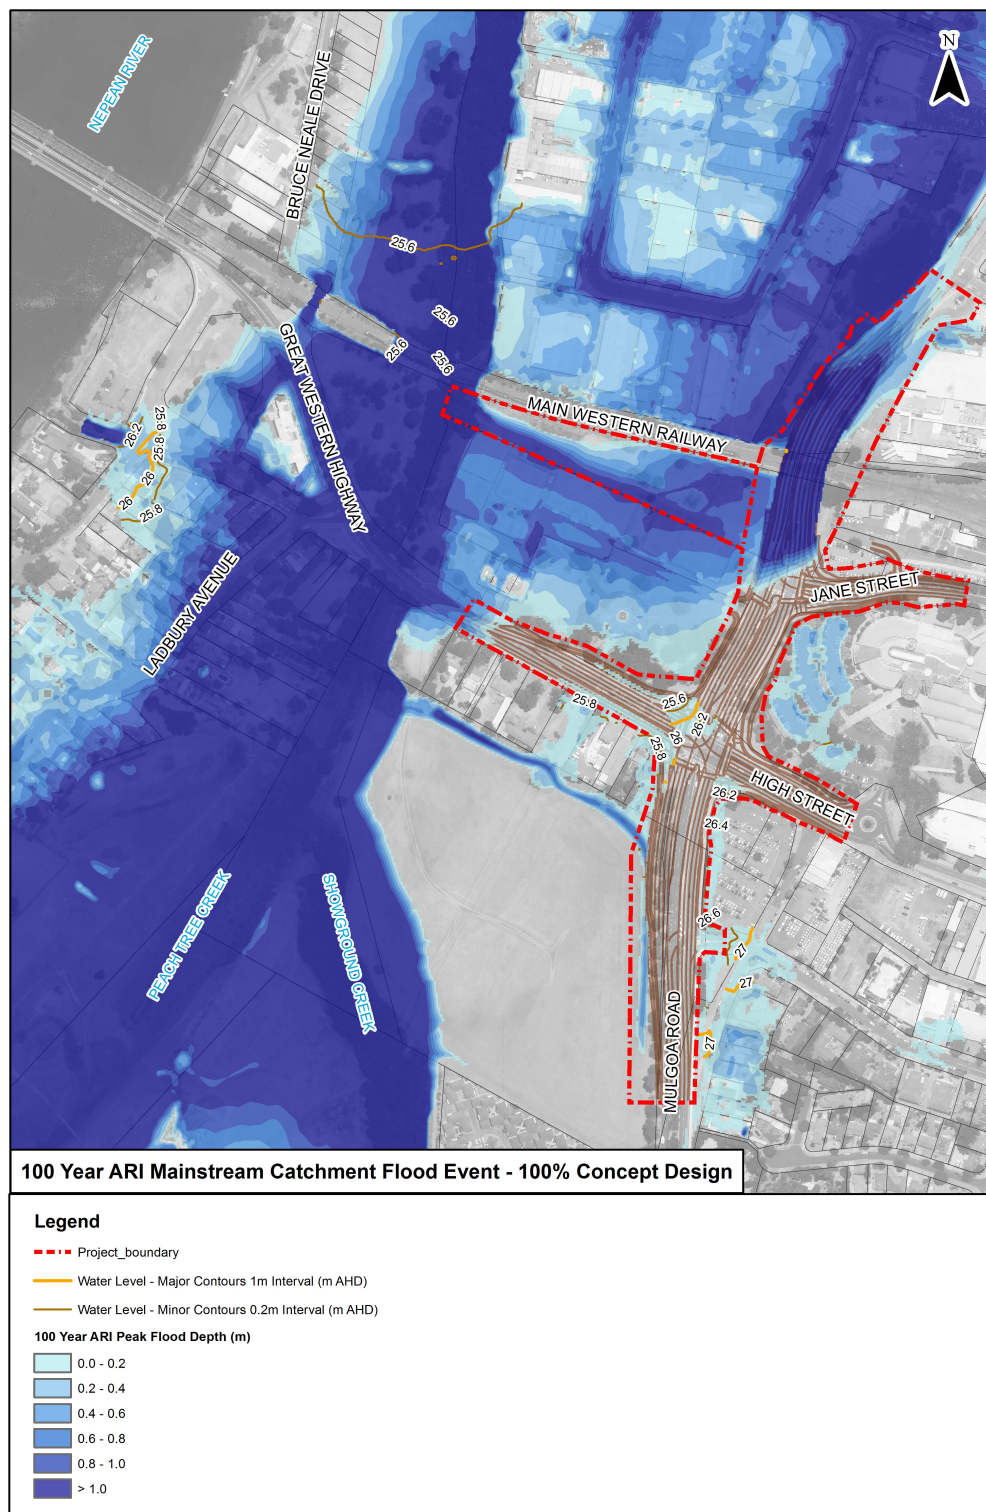 N
NEPEAN RIVER
BRUCE NEALE DRIVE
25.6
25.6
25.6
25.6
GREAT WESTERN HIGHWAY
MAIN WESTERN RAILWAY
26.2
25.8
25.8
26
26
25.8
LADBURY AVENUE
JANE STREET
25.8
25.6
26.2
26
25.8
HIGH STREET
26.2
26.4
PEACH TREE CREEK
SHOWGROUND CREEK
26.6
27
27
27
MULGOA ROAD
100 Year ARI Mainstream Catchment Flood Event - 100% Concept Design
Legend
Project_boundary
Water Level - Major Contours 1m Interval (m AHD)
Water Level - Minor Contours 0.2m Interval (m AHD)
100 Year ARI Peak Flood Depth (m)
0.0 - 0.2
0.2 - 0.4
0.4 - 0.6
0.6 - 0.8
0.8 - 1.0
> 1.0